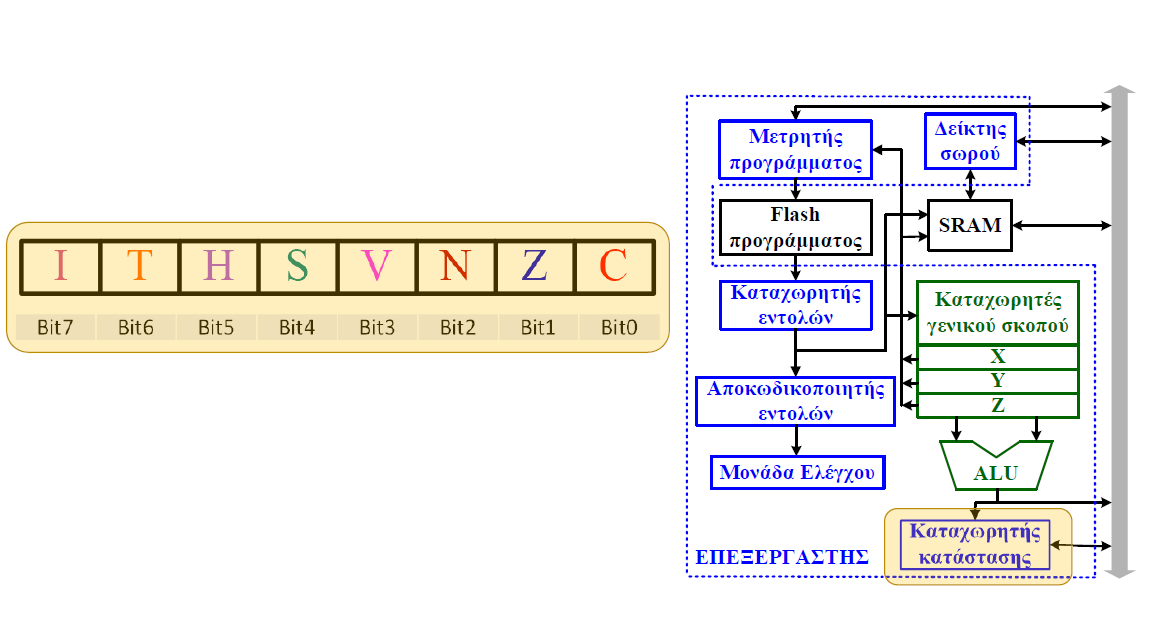 I T H S V N Z C
Bit7 Bit6 Bit5 Bit4 Bit3 Bit2 Bit1 Bit0
Μετρητής
προγράμματος
Δείκτης
σωρού
Flash
προγράμματος
SRAM
Καταχωρητής
εντολών
Καταχωρητές
γενικού σκοπού
X
Y
Z
Αποκωδικοποιητής
εντολών
Μονάδα Ελέγχου
ALU
Καταχωρητής
κατάστασης
ΕΠΕΞΕΡΓΑΣΤΗΣ